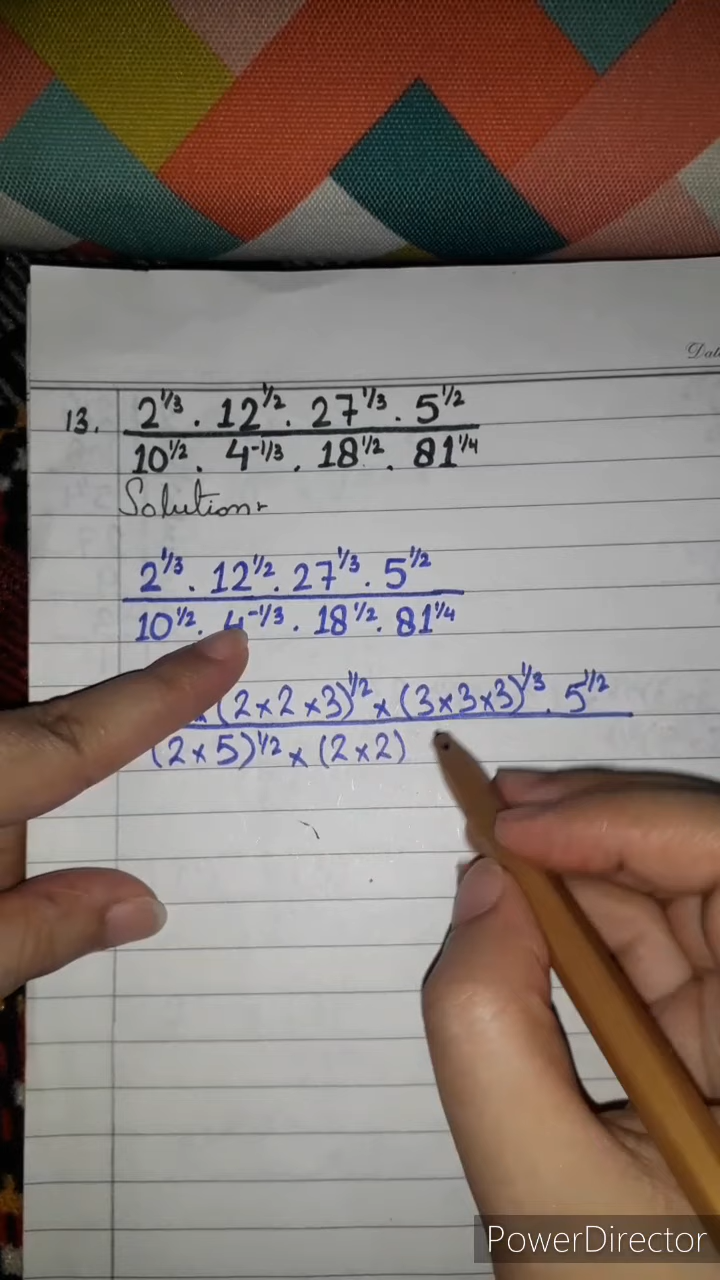 Dat
13. 2^1/3 . 12^1/2 . 27^1/3 . 5^1/2
10^1/2 . 4^-1/3 . 18^1/2 . 81^1/4
Solution:-
2^1/3 . 12^1/2 . 27^1/3 . 5^1/2
10^1/2 . 4^-1/3 . 18^1/2 . 81^1/4
× (2×2×3)^1/2 × (3×3×3)^1/3 . 5^1/2
(2×5)^1/2 × (2×2)
PowerDirector